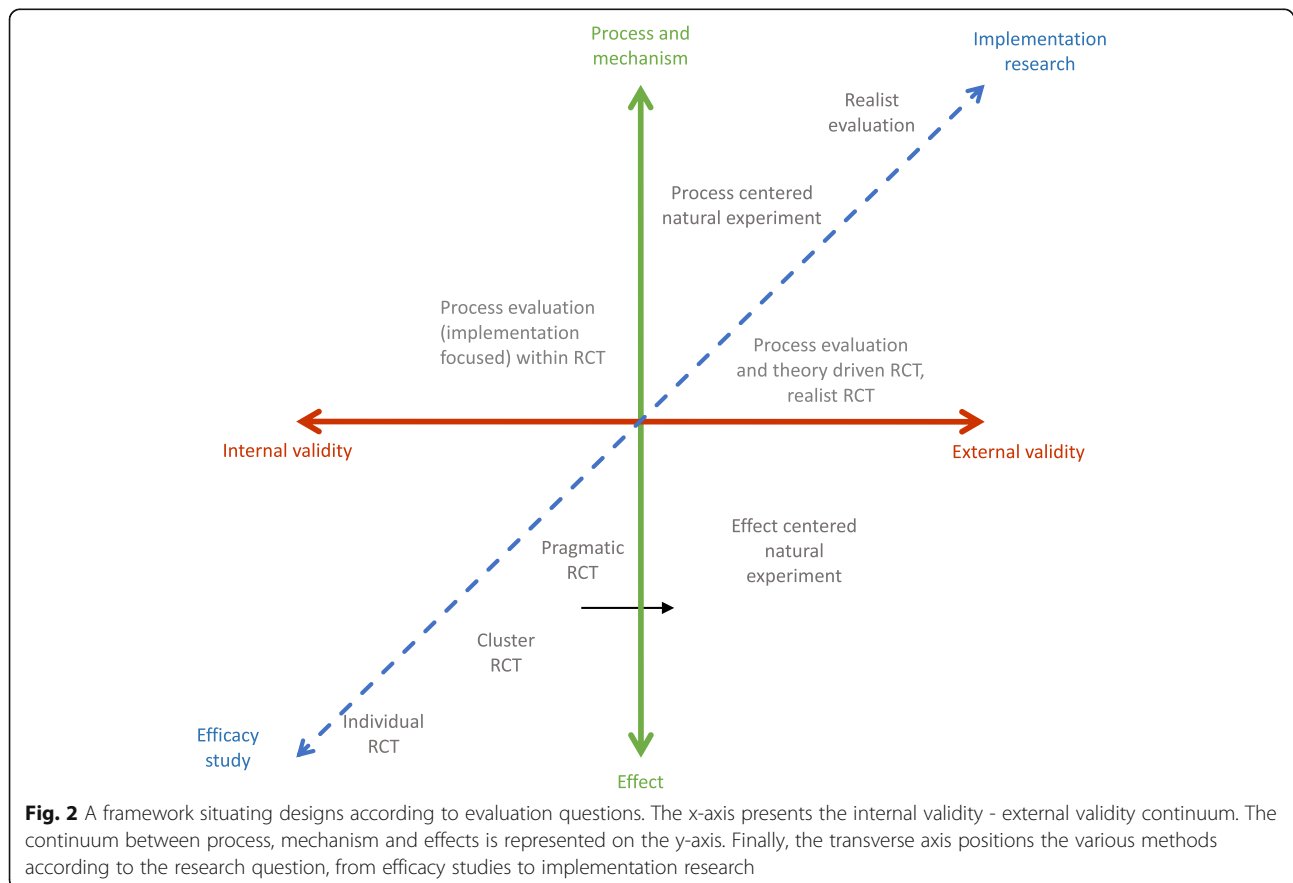 Process and
mechanism
Implementation
research
Realist
evaluation
Process centered
natural experiment
Process evaluation
(implementation
focused) within RCT
Process evaluation
and theory driven RCT,
realist RCT
Internal validity
External validity
Effect centered
natural
experiment
Pragmatic
RCT
Cluster
RCT
Individual
RCT
Efficacy
study
Effect
Fig. 2 A framework situating designs according to evaluation questions. The x-axis presents the internal validity - external validity continuum. The
continuum between process, mechanism and effects is represented on the y-axis. Finally, the transverse axis positions the various methods
according to the research question, from efficacy studies to implementation research